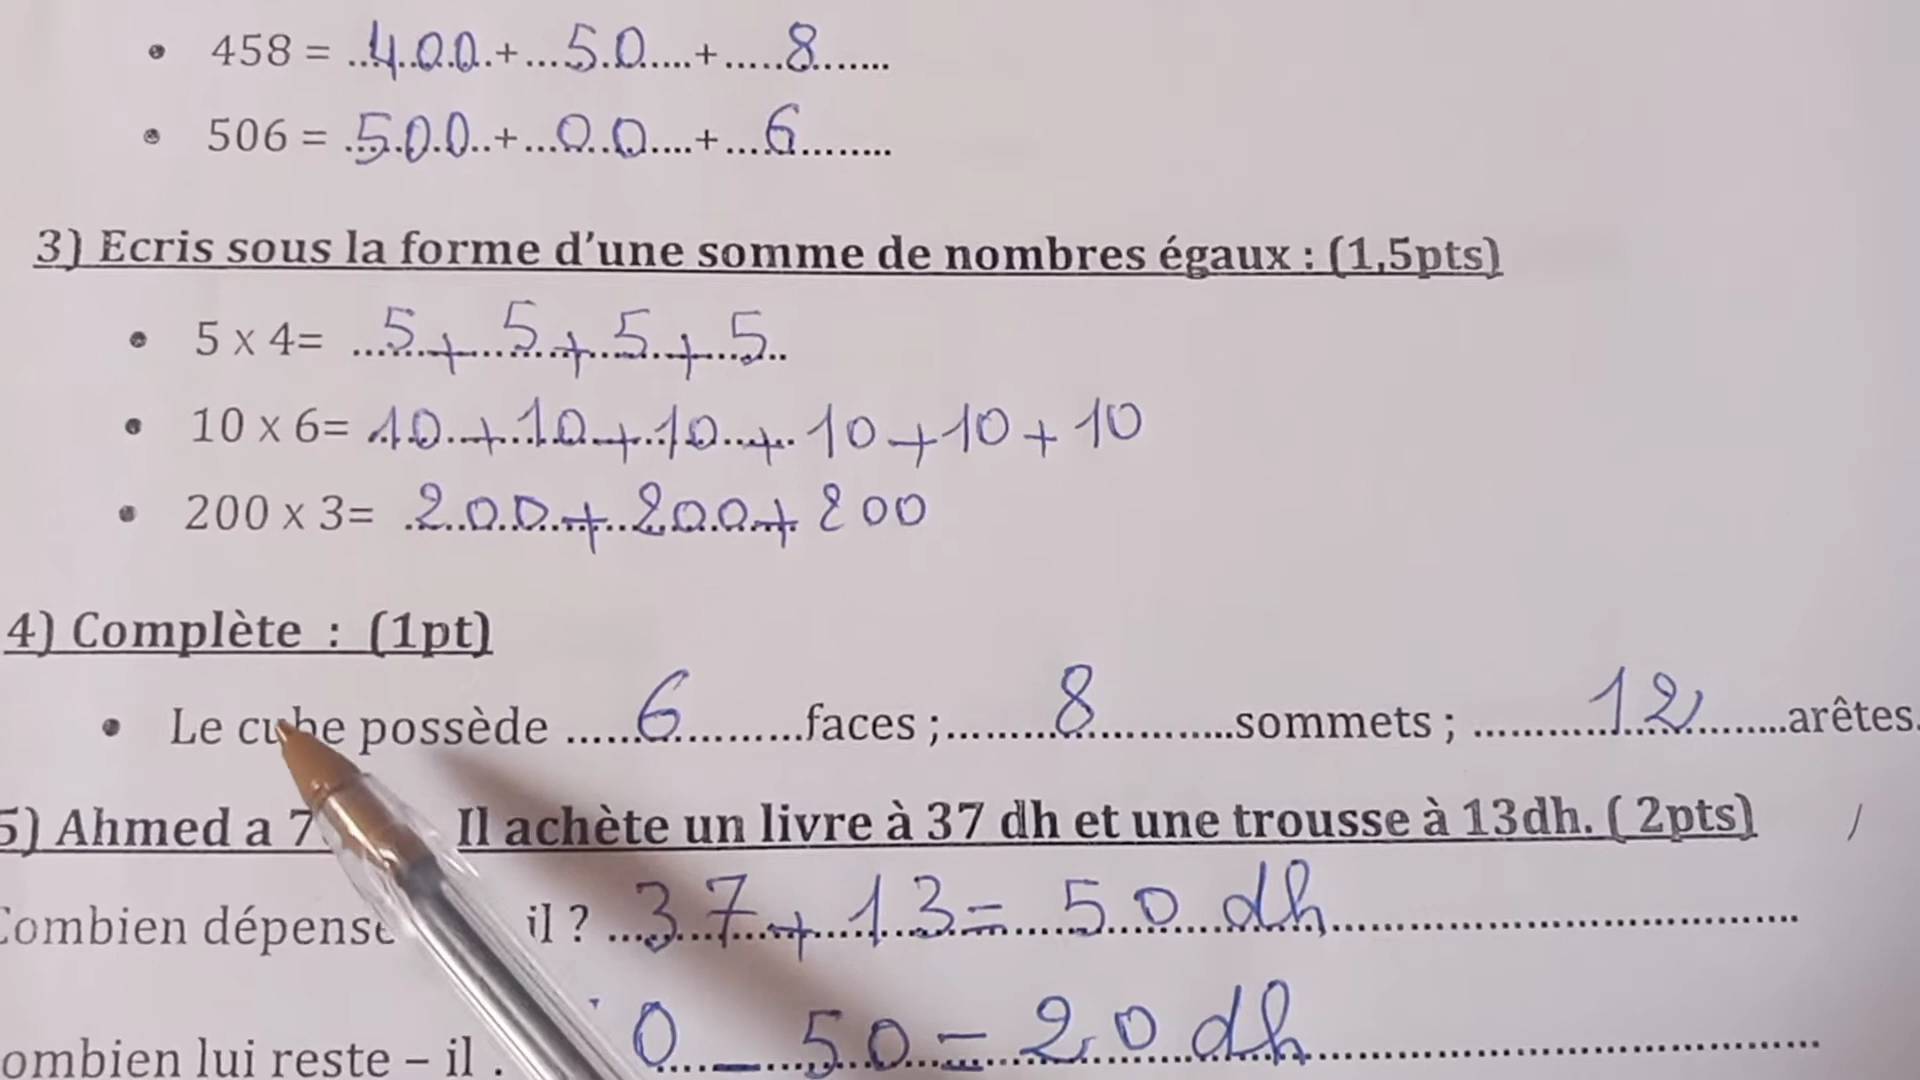 • 458 = ..400..+...50....+.....8.......
• 506 = .500..+...00....+....6........
3) Ecris sous la forme d’une somme de nombres égaux : (1,5pts)
• 5 x 4= ...5+5+5+5..
• 10 x 6= 10+10+10+10+10+10
• 200 x 3= .200+200+200
4) Complète : (1pt)
• Le cube possède .....6..........faces ;........8............sommets ; ..........12........arêtes.
5) Ahmed a 7 Il achète un livre à 37 dh et une trousse à 13dh. ( 2pts)
il ? ..37+13=50 dh..............................
lui reste – il . 0 - 50 = 20 dh..............................